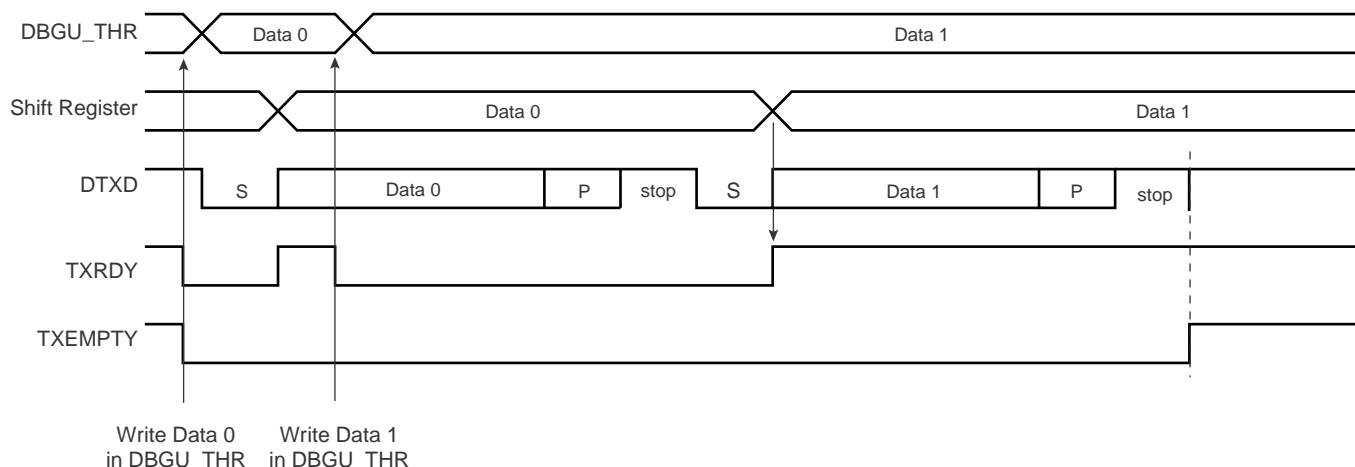 DBGU_THR
Data 0
Data 1
Shift Register
Data 0
Data 1
DTXD
S
Data 0
P
stop
S
Data 1
P
stop
TXRDY
TXEMPTY
Write Data 0
in DBGU_THR
Write Data 1
in DBGU_THR